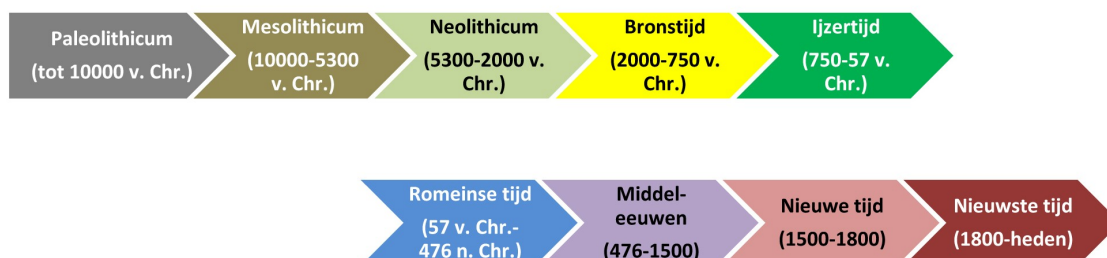 Paleolithicum
(tot 10000 v. Chr.)
Mesolithicum
(10000-5300
v. Chr.)
Neolithicum
(5300-2000 v.
Chr.)
Bronstijd
(2000-750 v.
Chr.)
Ijzertijd
(750-57 v.
Chr.)
Romeinse tijd
(57 v. Chr.-
476 n. Chr.)
Middel-
eeuwen
(476-1500)
Nieuwe tijd
(1500-1800)
Nieuwste tijd
(1800-heden)